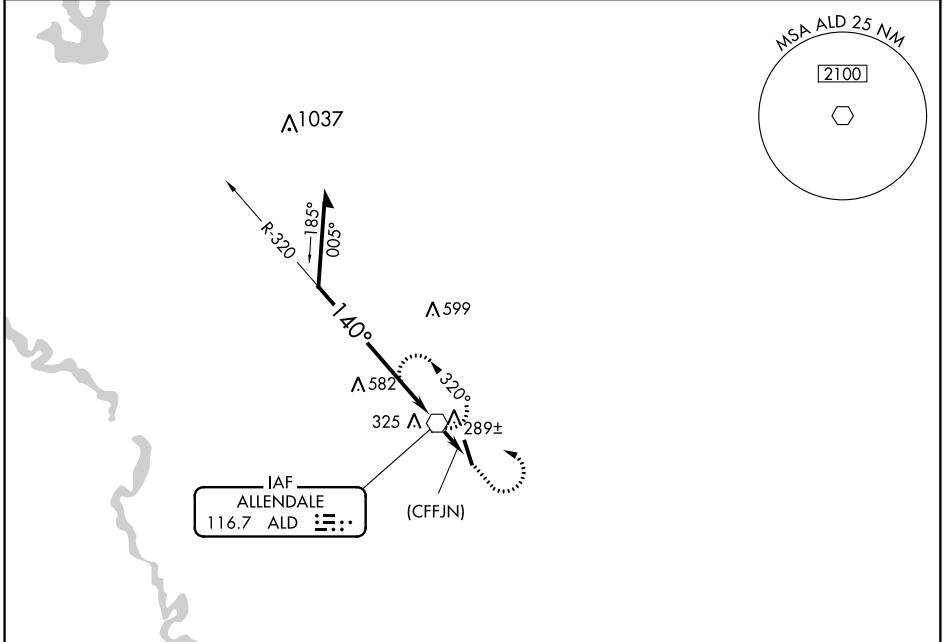 MSA ALD 25 NM
2100
1037
R-320
185°
005°
140°
599
582
320°
325
289±
IAF
ALLENDALE
116.7 ALD
(CFFJN)